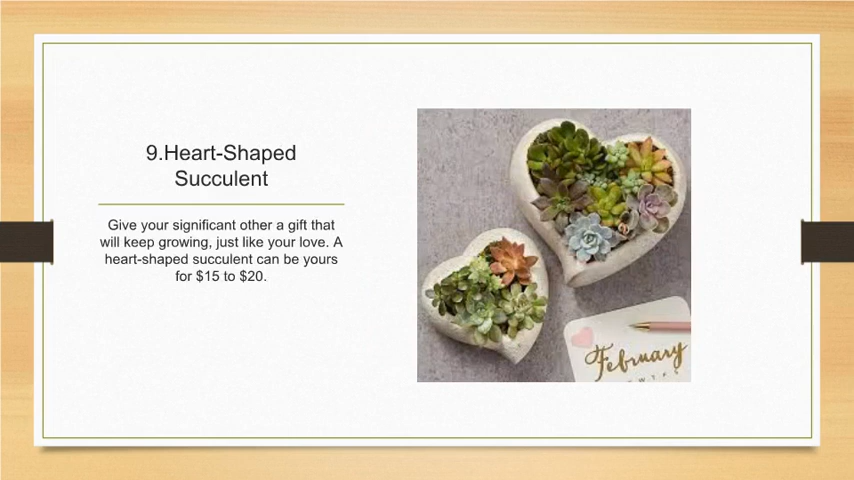 9.Heart-Shaped
Succulent
Give your significant other a gift that
will keep growing, just like your love. A
heart-shaped succulent can be yours
for $15 to $20.
February